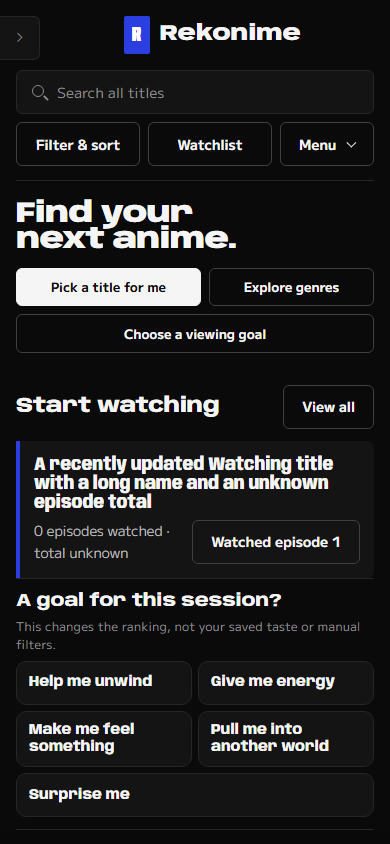 R Rekonime
Search all titles
Filter & sort
Watchlist
Menu
Find your
next anime.
Pick a title for me
Explore genres
Choose a viewing goal
Start watching
View all
A recently updated Watching title
with a long name and an unknown
episode total
0 episodes watched ·
total unknown
Watched episode 1
A goal for this session?
This changes the ranking, not your saved taste or manual
filters.
Help me unwind
Give me energy
Make me feel
something
Pull me into
another world
Surprise me